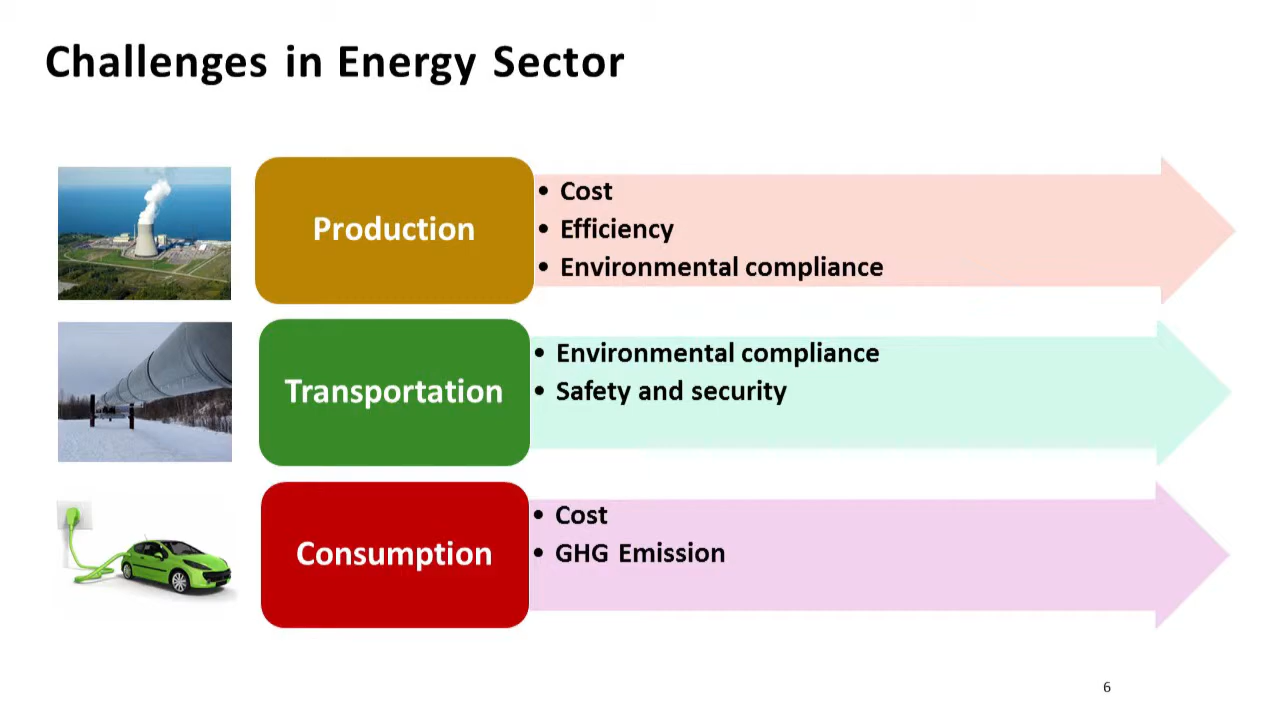 Challenges in Energy Sector
Production
• Cost
• Efficiency
• Environmental compliance
Transportation
• Environmental compliance
• Safety and security
Consumption
• Cost
• GHG Emission
6